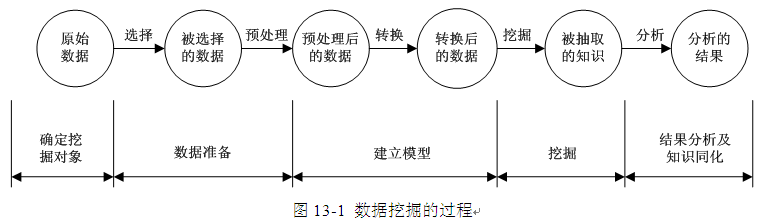 原始
数据
选择
被选择
的数据
预处理
预处理后
的数据
转换
转换后
的数据
挖掘
被抽取
的知识
分析
分析的
结果
确定挖
掘对象
数据准备
建立模型
挖掘
结果分析及
知识同化
图 13-1 数据挖掘的过程